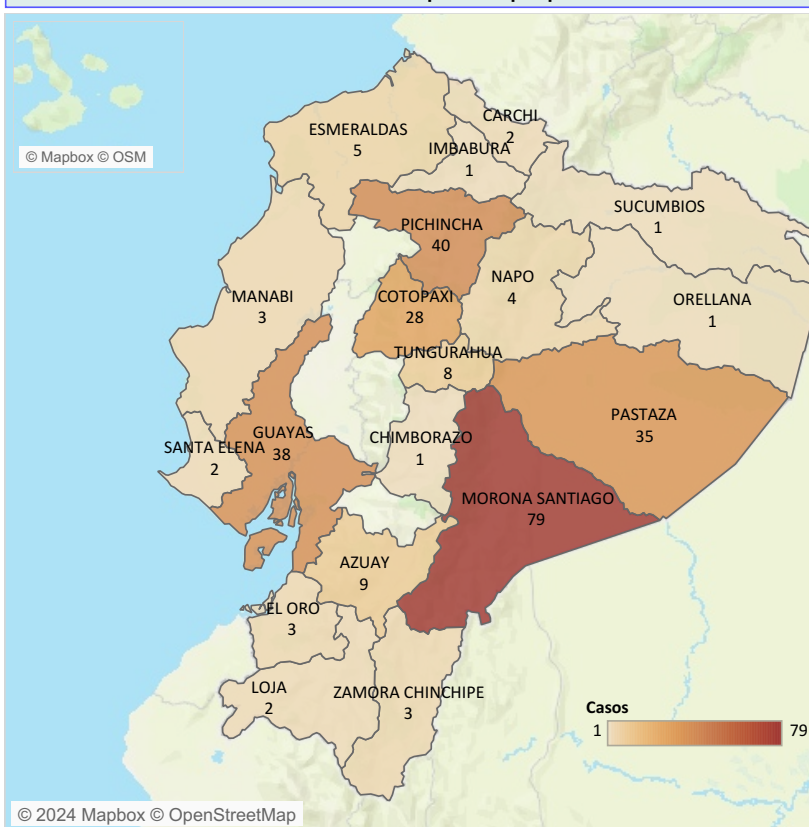 CARCHI
2
ESMERALDAS
5
IMBABURA
1
© Mapbox © OSM
SUCUMBIOS
1
PICHINCHA
40
NAPO
4
MANABI
3
COTOPAXI
28
ORELLANA
1
TUNGURAHUA
8
PASTAZA
35
GUAYAS
38
SANTA ELENA
2
CHIMBORAZO
1
MORONA SANTIAGO
79
AZUAY
9
EL ORO
3
LOJA
2
ZAMORA CHINCHIPE
3
Casos
1 79
© 2024 Mapbox © OpenStreetMap